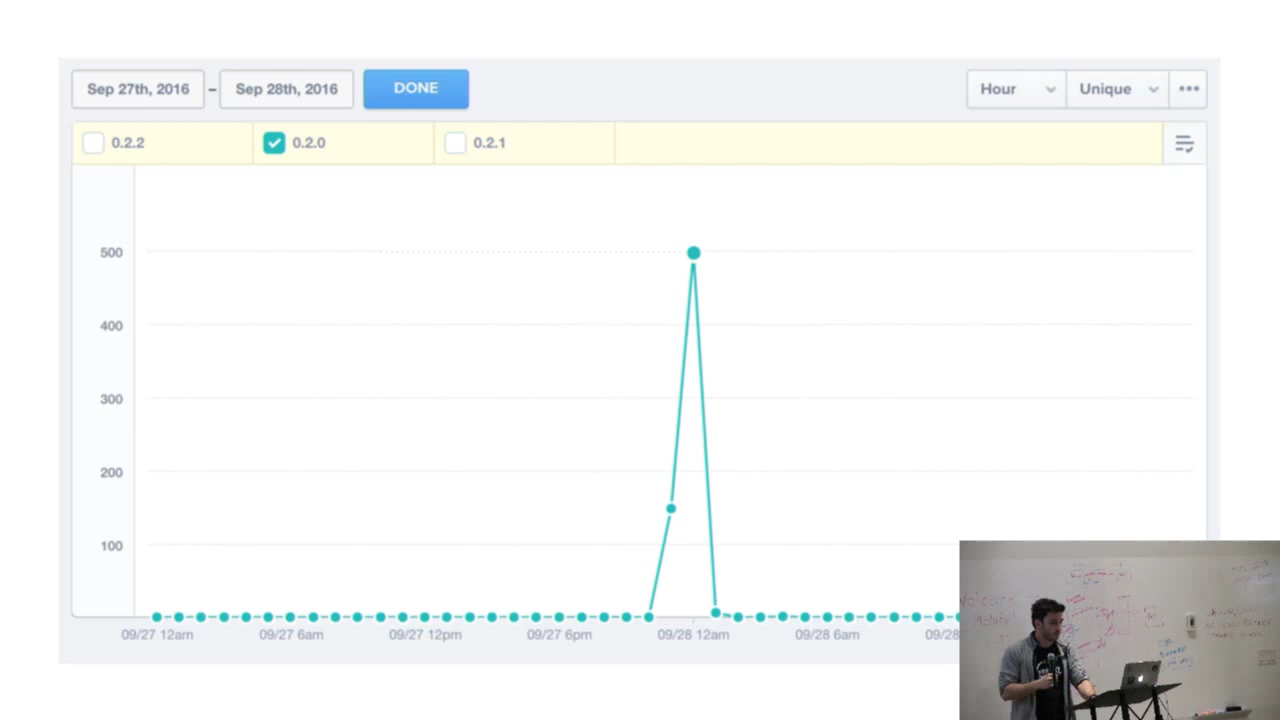 Sep 27th, 2016 – Sep 28th, 2016 DONE Hour Unique
0.2.2 0.2.0 0.2.1
500
400
300
200
100
09/27 12am 09/27 6am 09/27 12pm 09/27 6pm 09/28 12am 09/28 6am 09/28
Welcome